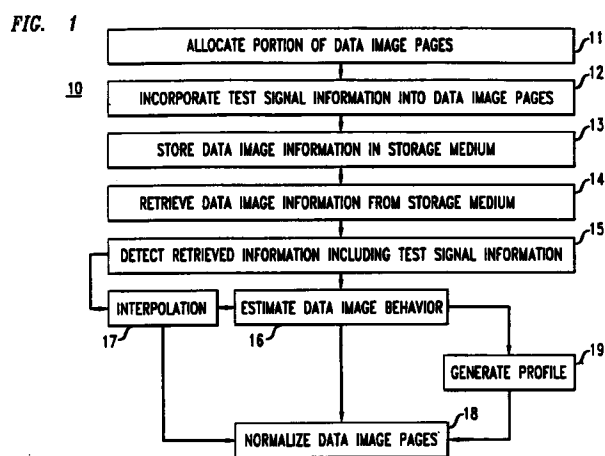 FIG. 1
ALLOCATE PORTION OF DATA IMAGE PAGES
11
10
12
INCORPORATE TEST SIGNAL INFORMATION INTO DATA IMAGE PAGES
13
STORE DATA IMAGE INFORMATION IN STORAGE MEDIUM
14
RETRIEVE DATA IMAGE INFORMATION FROM STORAGE MEDIUM
15
DETECT RETRIEVED INFORMATION INCLUDING TEST SIGNAL INFORMATION
INTERPOLATION
ESTIMATE DATA IMAGE BEHAVIOR
17
16
19
GENERATE PROFILE
18
NORMALIZE DATA IMAGE PAGES